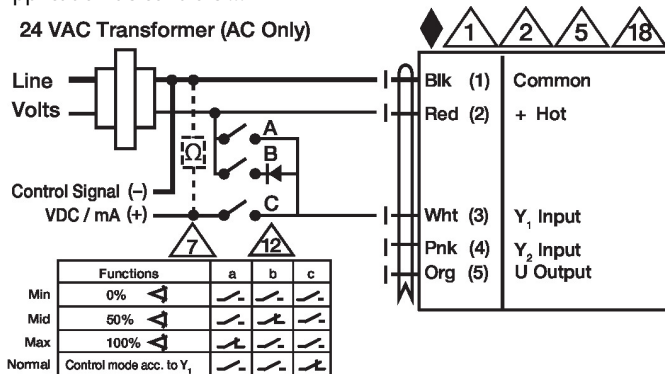 24 VAC Transformer (AC Only)
1 2 5 18
Line
Volts
Blk (1) Common
Red (2) + Hot
A
B
C
Ω
Control Signal (–)
VDC / mA (+)
Wht (3) Y1 Input
Pnk (4) Y2 Input
Org (5) U Output
7 12
Functions a b c
Min 0%
Mid 50%
Max 100%
Normal Control mode acc. to Y1